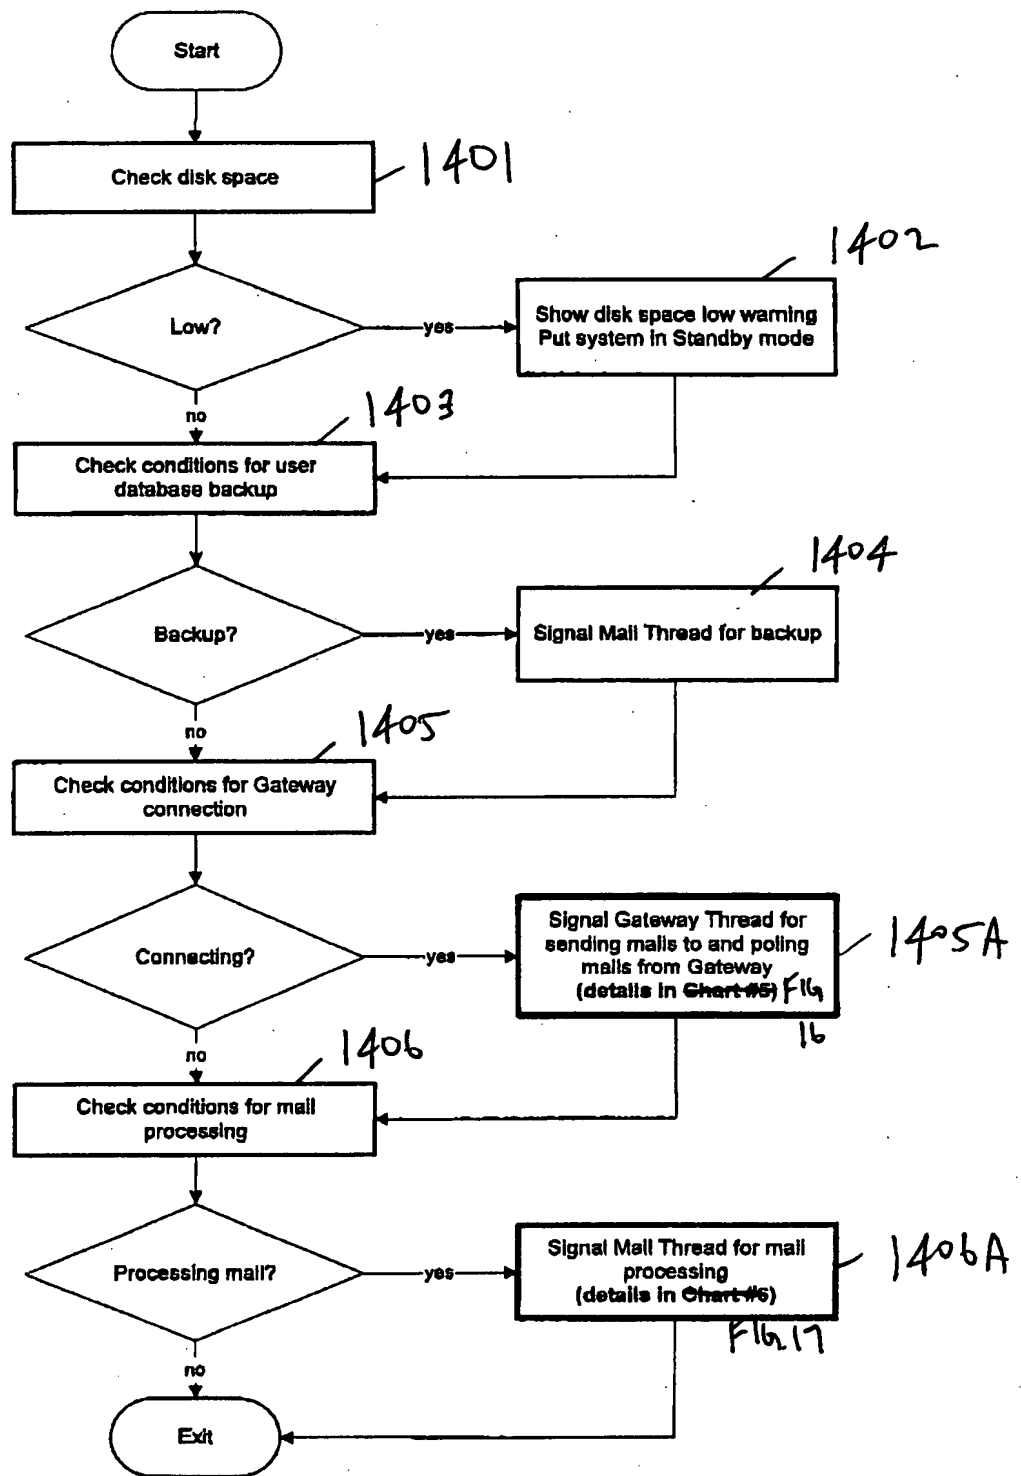 Start
Check disk space
1401
1402
Low?
yes
Show disk space low warning
Put system in Standby mode
no
1403
Check conditions for user
database backup
1404
Backup?
yes
Signal Mail Thread for backup
no
1405
Check conditions for Gateway
connection
Connecting?
yes
Signal Gateway Thread for
sending mails to and poling
mails from Gateway
(details in Chart #5) FIG
16
1405A
no
1406
Check conditions for mail
processing
Processing mail?
yes
Signal Mail Thread for mail
processing
(details in Chart #6)
FIG 17
1406A
no
Exit